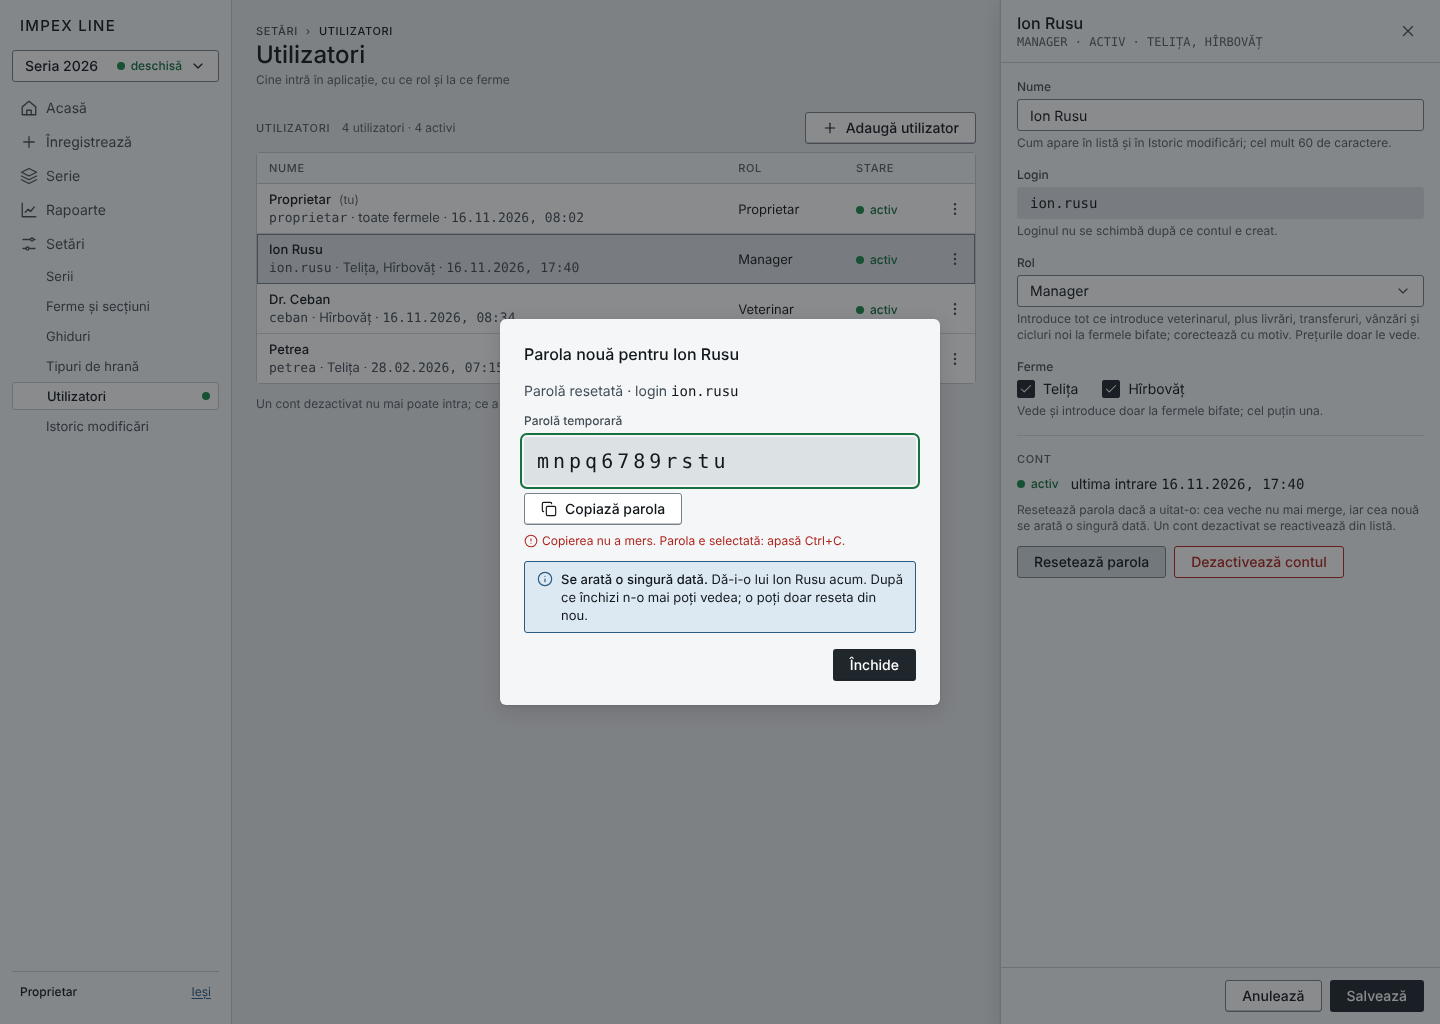 IMPEX LINE
Seria 2026 deschisă
Acasă
Înregistrează
Serie
Rapoarte
Setări
Serii
Ferme și secțiuni
Ghiduri
Tipuri de hrană
Utilizatori
Istoric modificări
Proprietar Ieși
SETĂRI › UTILIZATORI
Utilizatori
Cine intră în aplicație, cu ce rol și la ce ferme
UTILIZATORI 4 utilizatori · 4 activi
Adaugă utilizator
NUME ROL STARE
Proprietar (tu)
proprietar · toate fermele · 16.11.2026, 08:02
Proprietar activ
Ion Rusu
ion.rusu · Telița, Hîrbovăț · 16.11.2026, 17:40
Manager activ
Dr. Ceban
ceban · Hîrbovăț · 16.11.2026, 08:34
Veterinar activ
Petrea
petrea · Telița · 28.02.2026, 07:15
Un cont dezactivat nu mai poate intra; ce a
Parola nouă pentru Ion Rusu
Parolă resetată · login ion.rusu
Parolă temporară
mnpq6789rstu
Copiază parola
Copierea nu a mers. Parola e selectată: apasă Ctrl+C.
Se arată o singură dată. Dă-i-o lui Ion Rusu acum. După
ce închizi n-o mai poți vedea; o poți doar reseta din
nou.
Închide
Ion Rusu
MANAGER · ACTIV · TELIȚA, HÎRBOVĂȚ
Nume
Ion Rusu
Cum apare în listă și în Istoric modificări; cel mult 60 de caractere.
Login
ion.rusu
Loginul nu se schimbă după ce contul e creat.
Rol
Manager
Introduce tot ce introduce veterinarul, plus livrări, transferuri, vânzări și
cicluri noi la fermele bifate; corectează cu motiv. Prețurile doar le vede.
Ferme
Telița Hîrbovăț
Vede și introduce doar la fermele bifate; cel puțin una.
CONT
activ ultima intrare 16.11.2026, 17:40
Resetează parola dacă a uitat-o: cea veche nu mai merge, iar cea nouă
se arată o singură dată. Un cont dezactivat se reactivează din listă.
Resetează parola Dezactivează contul
Anulează Salvează